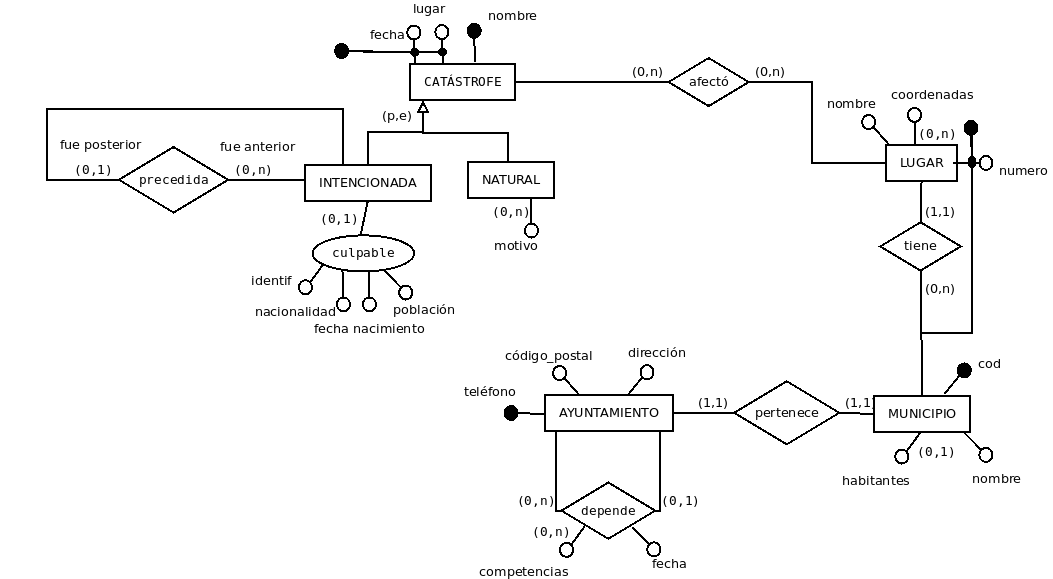 lugar
nombre
fecha
CATÁSTROFE
(0,n)
afectó
(0,n)
coordenadas
nombre
(0,n)
(p,e)
fue posterior
fue anterior
(0,1)
precedida
(0,n)
INTENCIONADA
NATURAL
LUGAR
numero
(0,n)
(0,1)
motivo
(1,1)
tiene
culpable
identif
nacionalidad
población
fecha nacimiento
(0,n)
código_postal
dirección
cod
teléfono
AYUNTAMIENTO
(1,1)
pertenece
(1,1)
MUNICIPIO
habitantes
(0,1)
nombre
(0,n)
depende
(0,1)
(0,n)
competencias
fecha